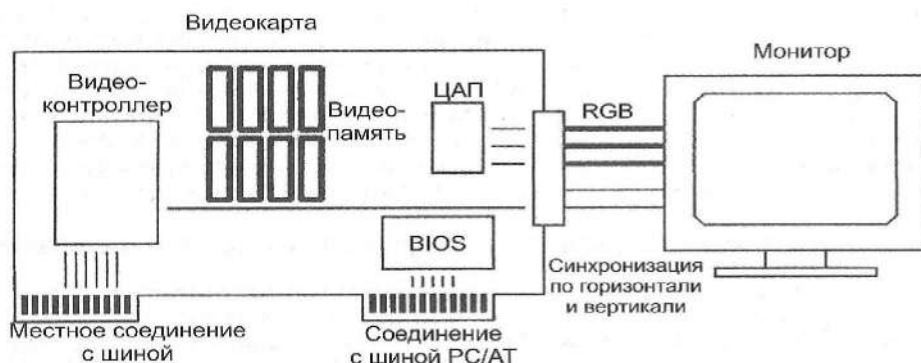 Видеокарта
Монитор
Видео-
контроллер
Видео-
память
ЦАП
RGB
BIOS
Синхронизация
по горизонтали
и вертикали
Местное соединение
с шиной
Соединение
с шиной PC/AT